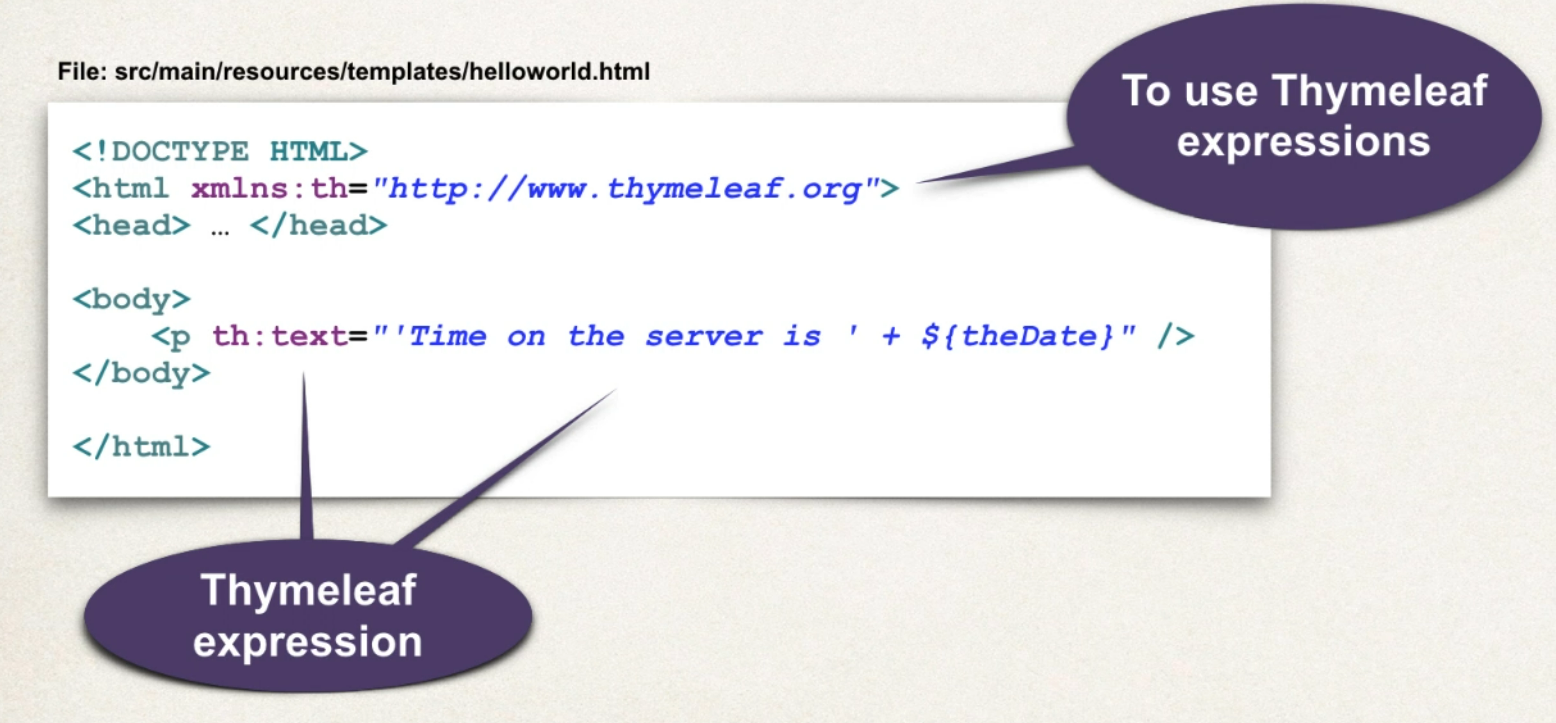 File: src/main/resources/templates/helloworld.html
To use Thymeleaf
expressions
<!DOCTYPE HTML>
<html xmlns:th="http://www.thymeleaf.org">
<head> … </head>
<body>
    <p th:text="'Time on the server is ' + ${theDate}" />
</body>
</html>
Thymeleaf
expression